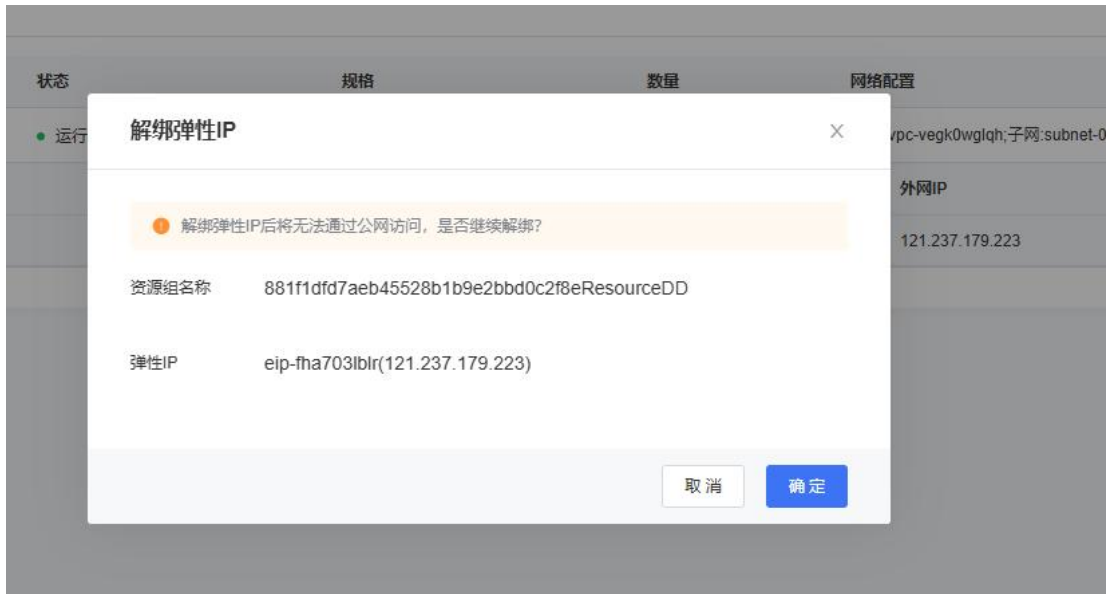 状态 规格 数量 网络配置
解绑弹性IP
运行 vpc-vegk0wglqh;子网:subnet-0
外网IP
解绑弹性IP后将无法通过公网访问，是否继续解绑？
121.237.179.223
资源组名称 881f1dfd7aeb45528b1b9e2bbd0c2f8eResourceDD
弹性IP eip-fha703lblr(121.237.179.223)
取消 确定